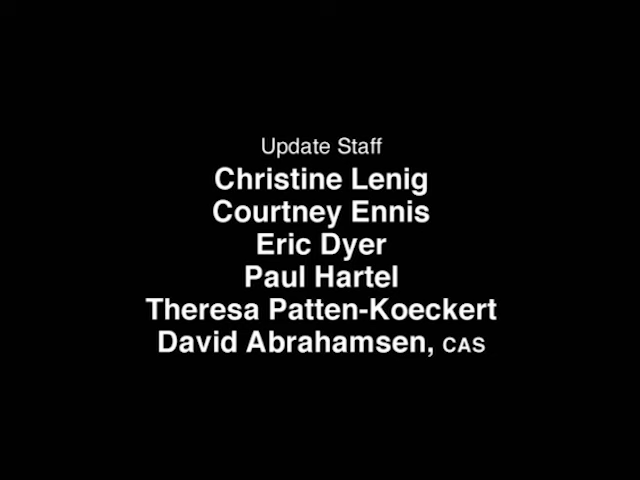 Update Staff
Christine Lenig
Courtney Ennis
Eric Dyer
Paul Hartel
Theresa Patten-Koeckert
David Abrahamsen, CAS